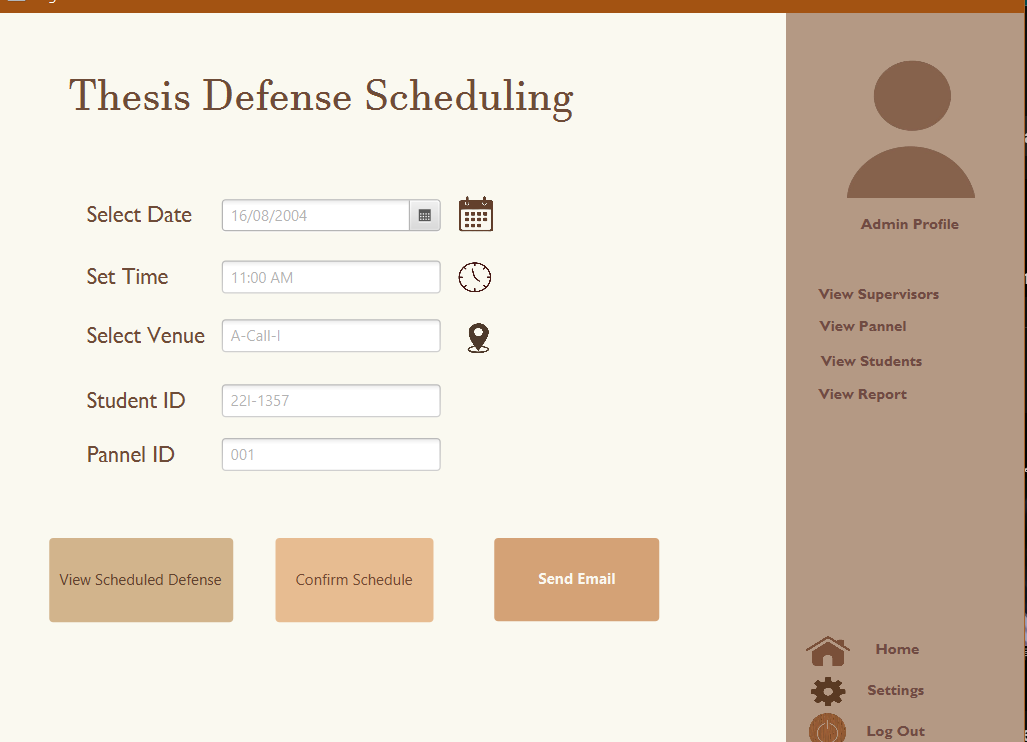 Thesis Defense Scheduling
Select Date 16/08/2004
Set Time 11:00 AM
Select Venue A-Call-I
Student ID 22I-1357
Pannel ID 001
View Scheduled Defense
Confirm Schedule
Send Email
Admin Profile
View Supervisors
View Pannel
View Students
View Report
Home
Settings
Log Out